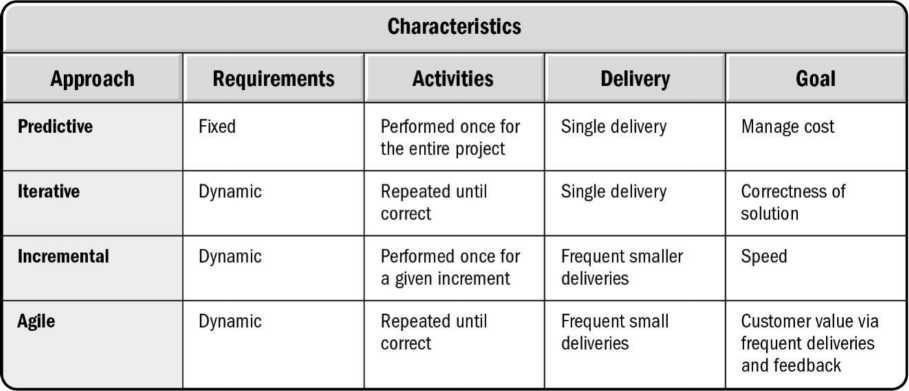 Characteristics
Approach Requirements Activities Delivery Goal
Predictive Fixed Performed once for the entire project Single delivery Manage cost
Iterative Dynamic Repeated until correct Single delivery Correctness of solution
Incremental Dynamic Performed once for a given increment Frequent smaller deliveries Speed
Agile Dynamic Repeated until correct Frequent small deliveries Customer value via frequent deliveries and feedback